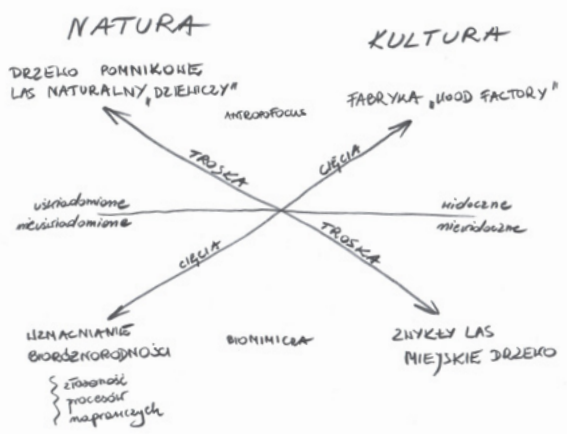 NATURA
KULTURA
DRZEWO POMNIKOWE,
LAS NATURALNY „DZIEWICZY”
FABRYKA „WOOD FACTORY”
ANTROPOFOCUS
TROSKA
CIĘCIA
uświadomione
nieuświadomione
widoczne
niewidoczne
CIĘCIA
TROSKA
WZMACNIANIE
BIORÓŻNORODNOŚCI
BIOMIMICZA
ZWYKŁY LAS
MIEJSKIE DRZEWO
złożoność
procesów
naprawczych